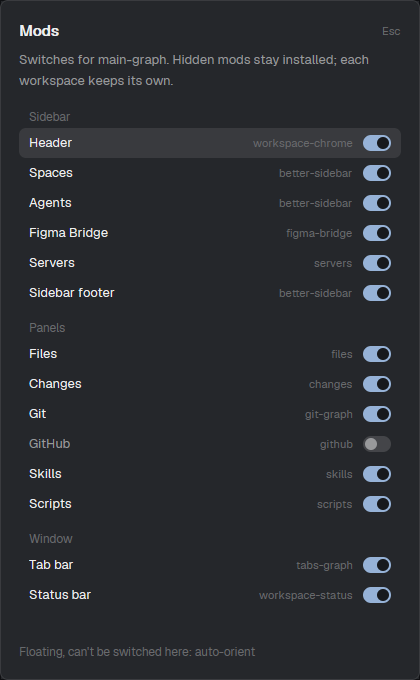 Mods Esc
Switches for main-graph. Hidden mods stay installed; each
workspace keeps its own.
Sidebar
Header workspace-chrome
Spaces better-sidebar
Agents better-sidebar
Figma Bridge figma-bridge
Servers servers
Sidebar footer better-sidebar
Panels
Files files
Changes changes
Git git-graph
GitHub github
Skills skills
Scripts scripts
Window
Tab bar tabs-graph
Status bar workspace-status
Floating, can't be switched here: auto-orient